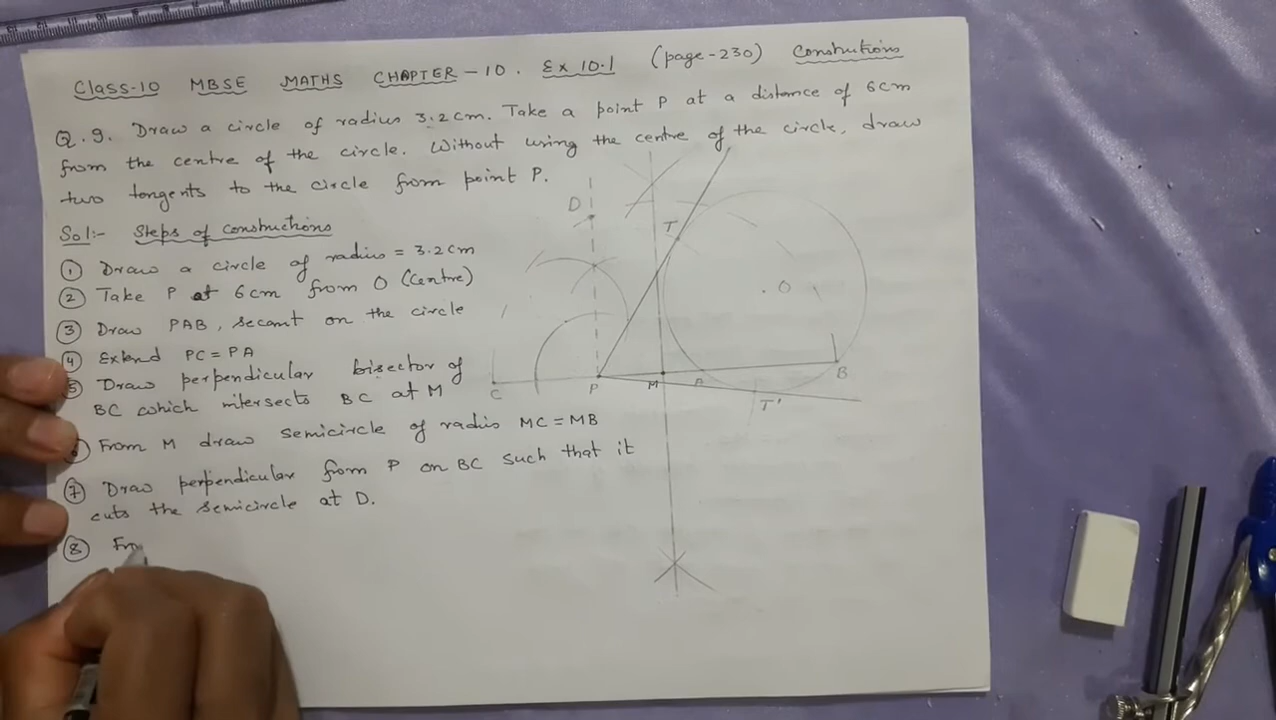 Class-10 MBSE MATHS CHAPTER-10. Ex 10.1 (page-230) Constructions
Q.9. Draw a circle of radius 3.2cm. Take a point P at a distance of 6cm
from the centre of the circle. Without using the centre of the circle, draw
two tangents to the circle from point P.
Sol:- Steps of constructions
① Draw a circle of radius = 3.2cm
② Take P at 6cm from O (Centre)
③ Draw PAB, secant on the circle
④ Extend PC = PA
⑤ Draw perpendicular bisector of
BC which intersects BC at M
From M draw semicircle of radius MC = MB
⑦ Draw perpendicular from P on BC such that it
cuts the semicircle at D.
⑧ Fro
D
T
O
C
P
M
A
B
T'